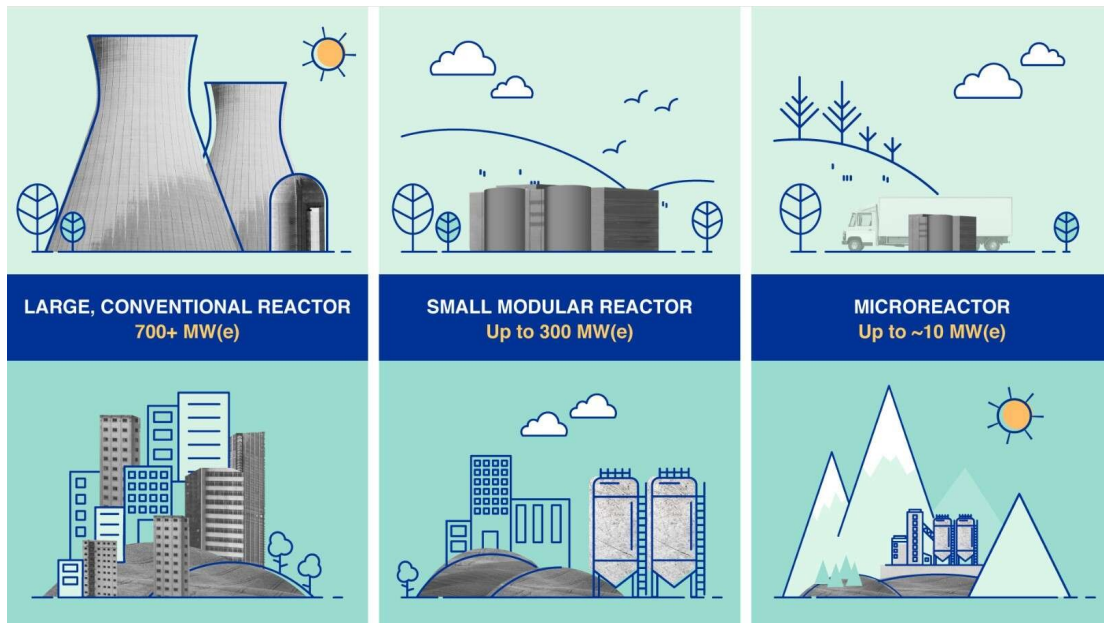 LARGE, CONVENTIONAL REACTOR
700+ MW(e)
SMALL MODULAR REACTOR
Up to 300 MW(e)
MICROREACTOR
Up to ~10 MW(e)